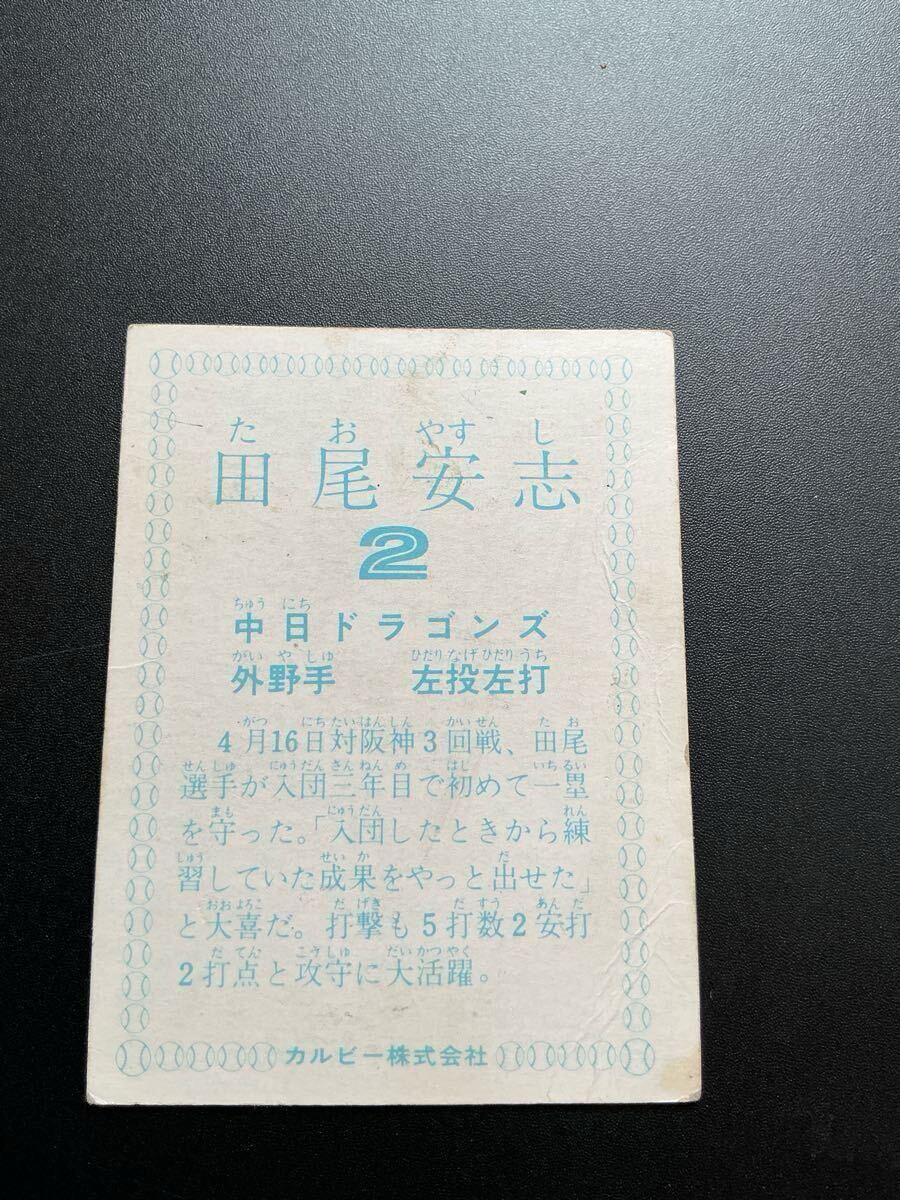 た お やす し
田尾安志
2
ちゅう にち
中日ドラゴンズ
がい や しゅ ひだりなげひだりうち
外野手 左投左打
がつ にちたいはんしん かいせん た お
4月16日対阪神3回戦、田尾
せんしゅ にゅうだんさんねんめ はじ いちるい
選手が入団三年目で初めて一塁
まも にゅうだん れん
を守った。「入団したときから練
しゅう せいか だ
習していた成果をやっと出せた」
おおよろこ だげき だすう あんだ
と大喜だ。打撃も5打数2安打
だてん こうしゅ だいかつやく
2打点と攻守に大活躍。
カルビー株式会社